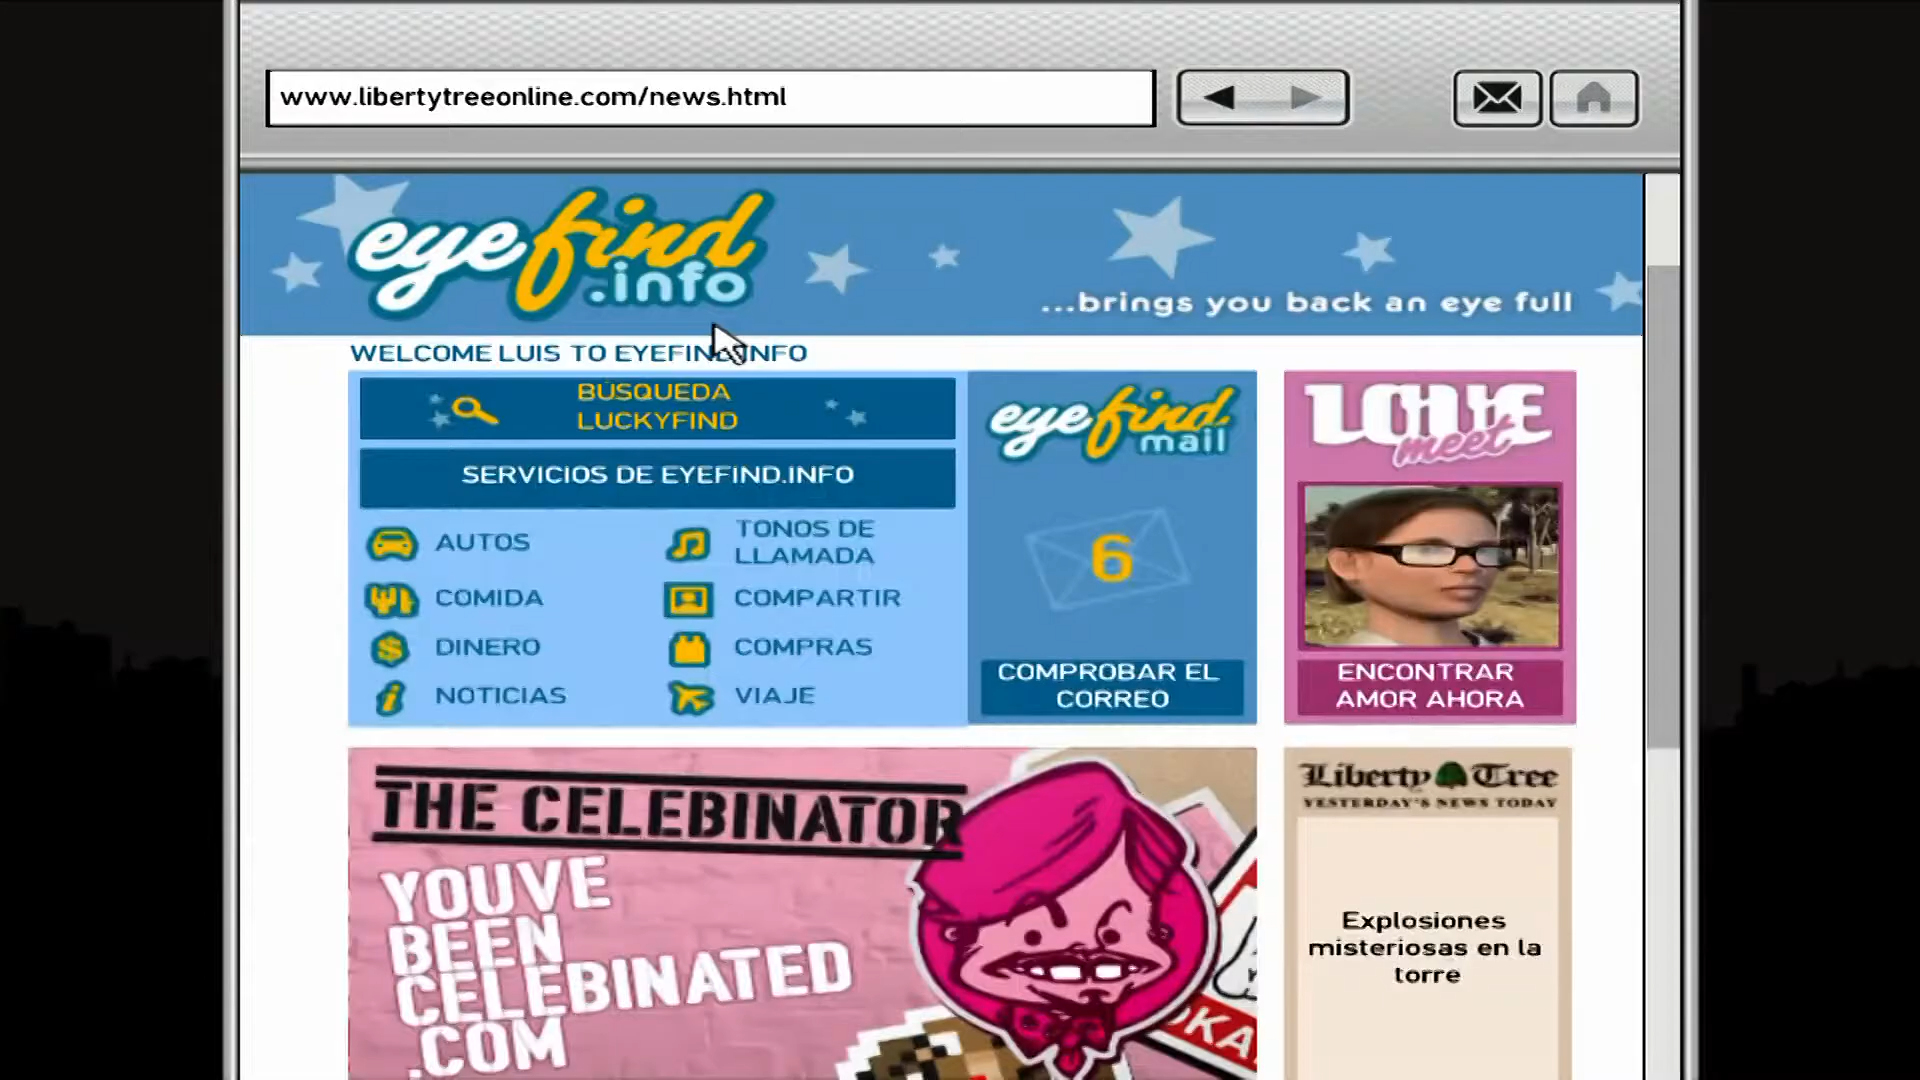 www.libertytreeonline.com/news.html
eyefind
.info
...brings you back an eye full
WELCOME LUIS TO EYEFIND.INFO
BÚSQUEDA
LUCKYFIND
SERVICIOS DE EYEFIND.INFO
AUTOS
TONOS DE
LLAMADA
COMIDA
COMPARTIR
DINERO
COMPRAS
NOTICIAS
VIAJE
eyefind
mail
6
COMPROBAR EL
CORREO
LOVE
meet
ENCONTRAR
AMOR AHORA
THE CELEBINATOR
YOUVE
BEEN
CELEBINATED
.COM
Liberty Tree
YESTERDAY'S NEWS TODAY
Explosiones
misteriosas en la
torre